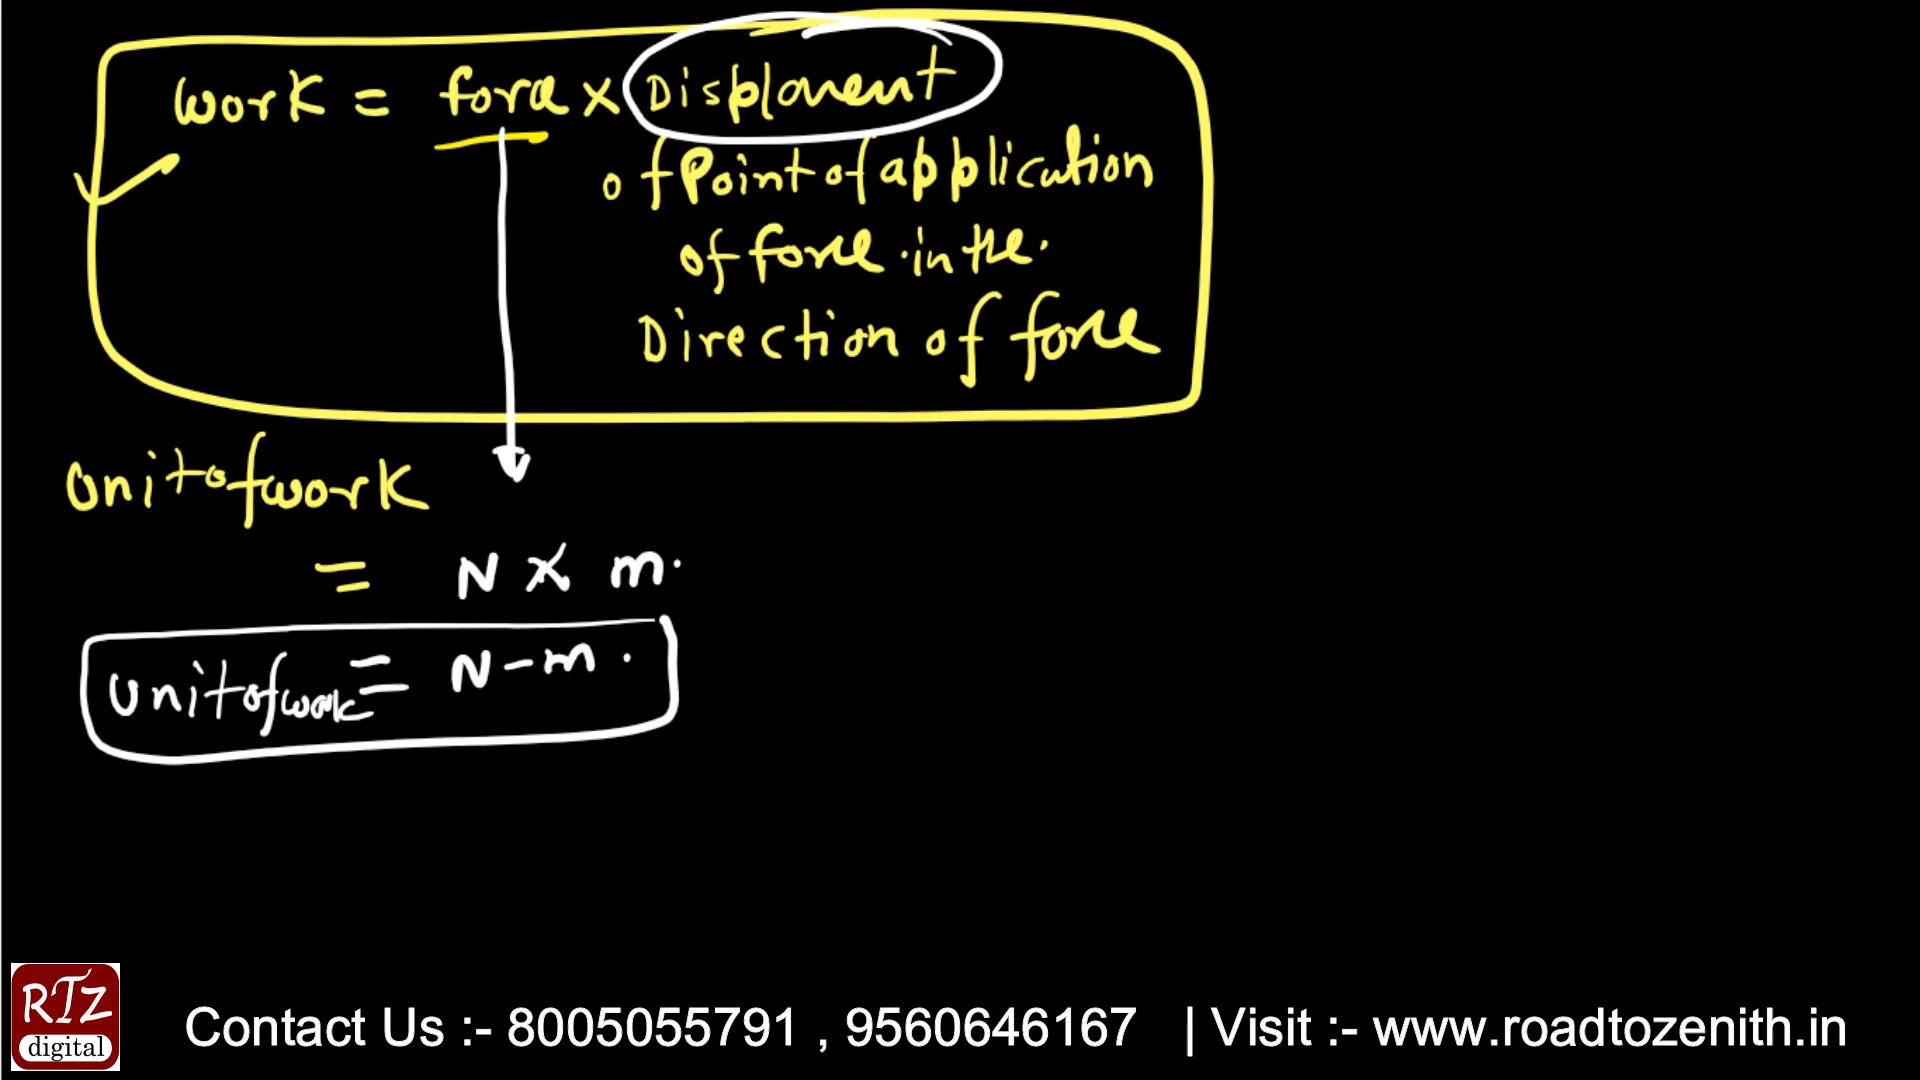 work = force x Displacement
of Point of application
of force in the
Direction of force
Unit of work
= N x m.
Unit of work = N-m.
RTZ
digital
Contact Us :- 8005055791 , 9560646167 | Visit :- www.roadtozenith.in